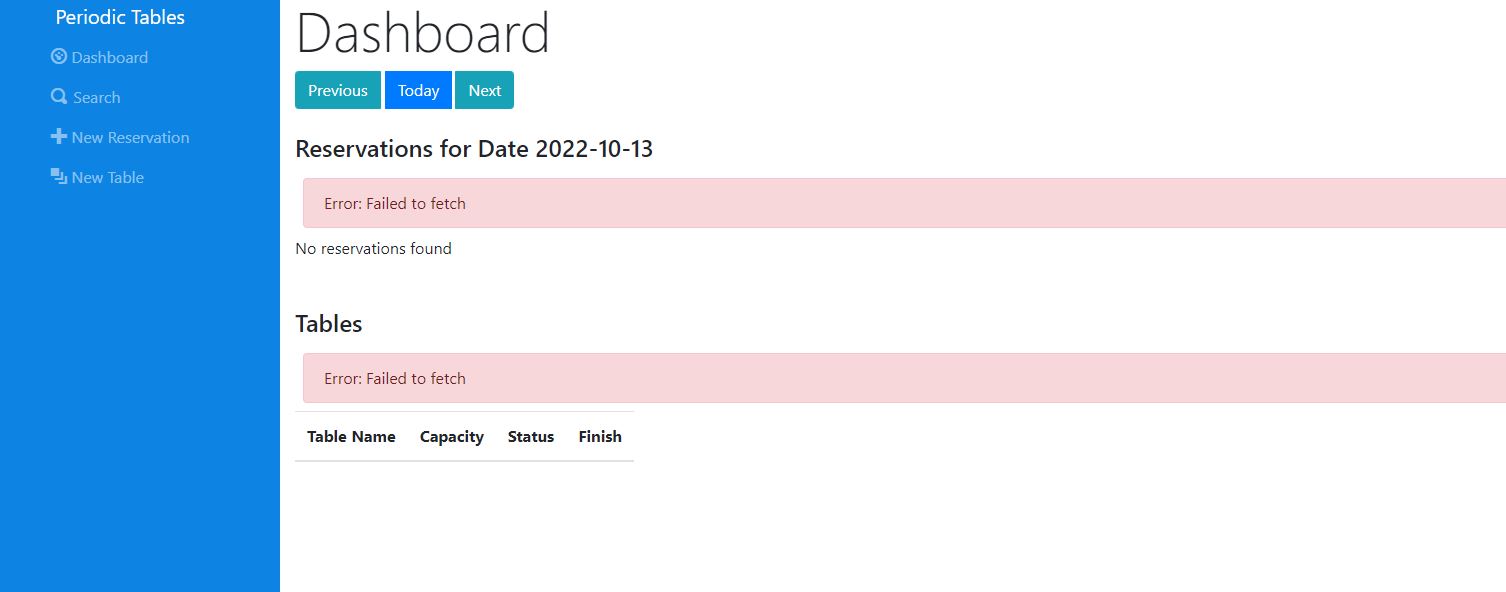 Periodic Tables
Dashboard
Search
New Reservation
New Table
Dashboard
Previous Today Next
Reservations for Date 2022-10-13
Error: Failed to fetch
No reservations found
Tables
Error: Failed to fetch
Table Name Capacity Status Finish